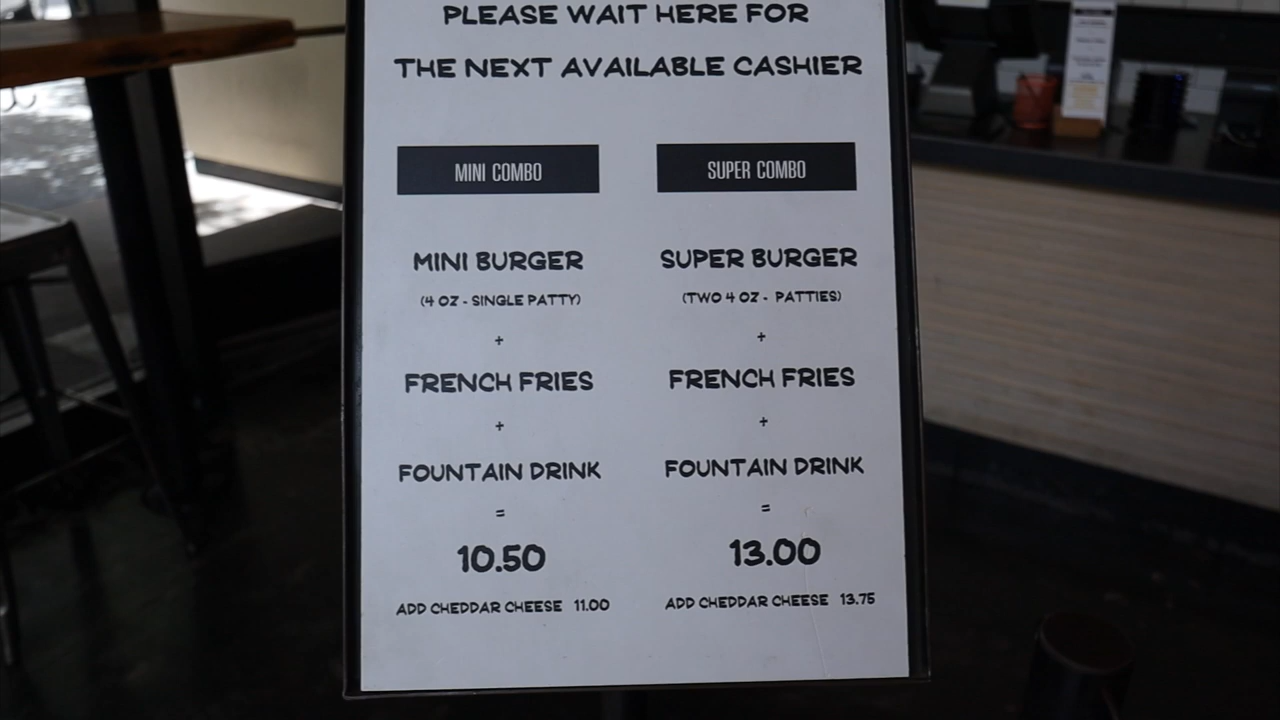 PLEASE WAIT HERE FOR
THE NEXT AVAILABLE CASHIER
MINI COMBO
MINI BURGER
(4 OZ - SINGLE PATTY)
+
FRENCH FRIES
+
FOUNTAIN DRINK
=
10.50
ADD CHEDDAR CHEESE 11.00
SUPER COMBO
SUPER BURGER
(TWO 4 OZ - PATTIES)
+
FRENCH FRIES
+
FOUNTAIN DRINK
=
13.00
ADD CHEDDAR CHEESE 13.75